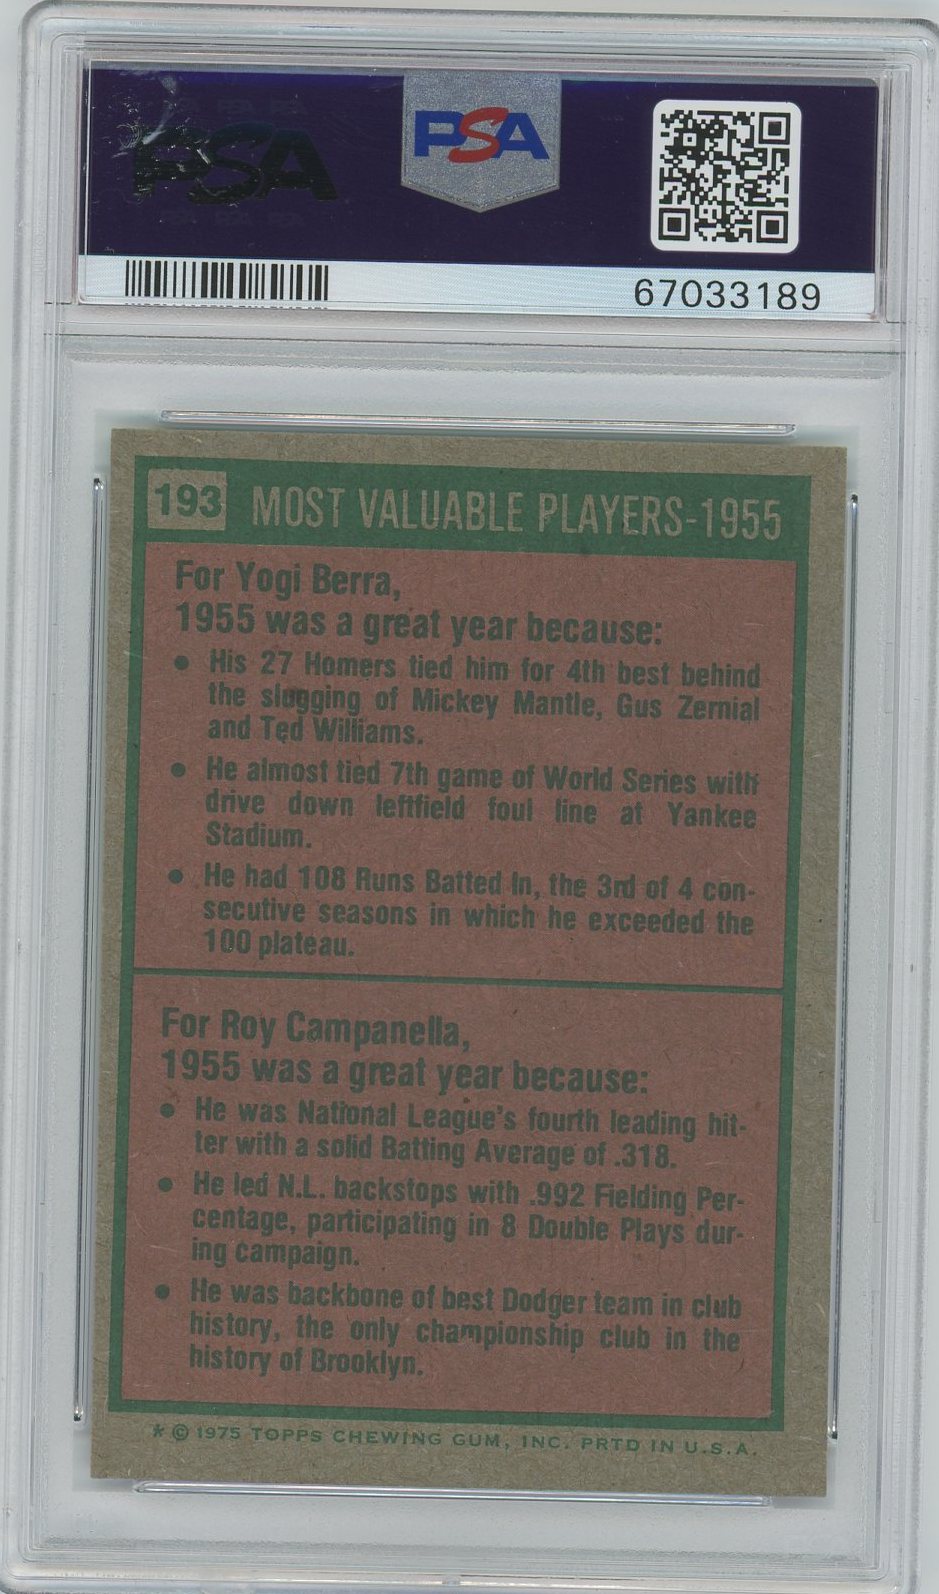 PSA
PSA
67033189
193 MOST VALUABLE PLAYERS-1955
For Yogi Berra,
1955 was a great year because:
• His 27 Homers tied him for 4th best behind
the slugging of Mickey Mantle, Gus Zernial
and Ted Williams.
• He almost tied 7th game of World Series with
drive down leftfield foul line at Yankee
Stadium.
• He had 108 Runs Batted In, the 3rd of 4 con-
secutive seasons in which he exceeded the
100 plateau.
For Roy Campanella,
1955 was a great year because:
• He was National League's fourth leading hit-
ter with a solid Batting Average of .318.
• He led N.L. backstops with .992 Fielding Per-
centage, participating in 8 Double Plays dur-
ing campaign.
• He was backbone of best Dodger team in club
history, the only championship club in the
history of Brooklyn.
* © 1975 TOPPS CHEWING GUM, INC. PRTD IN U.S.A.